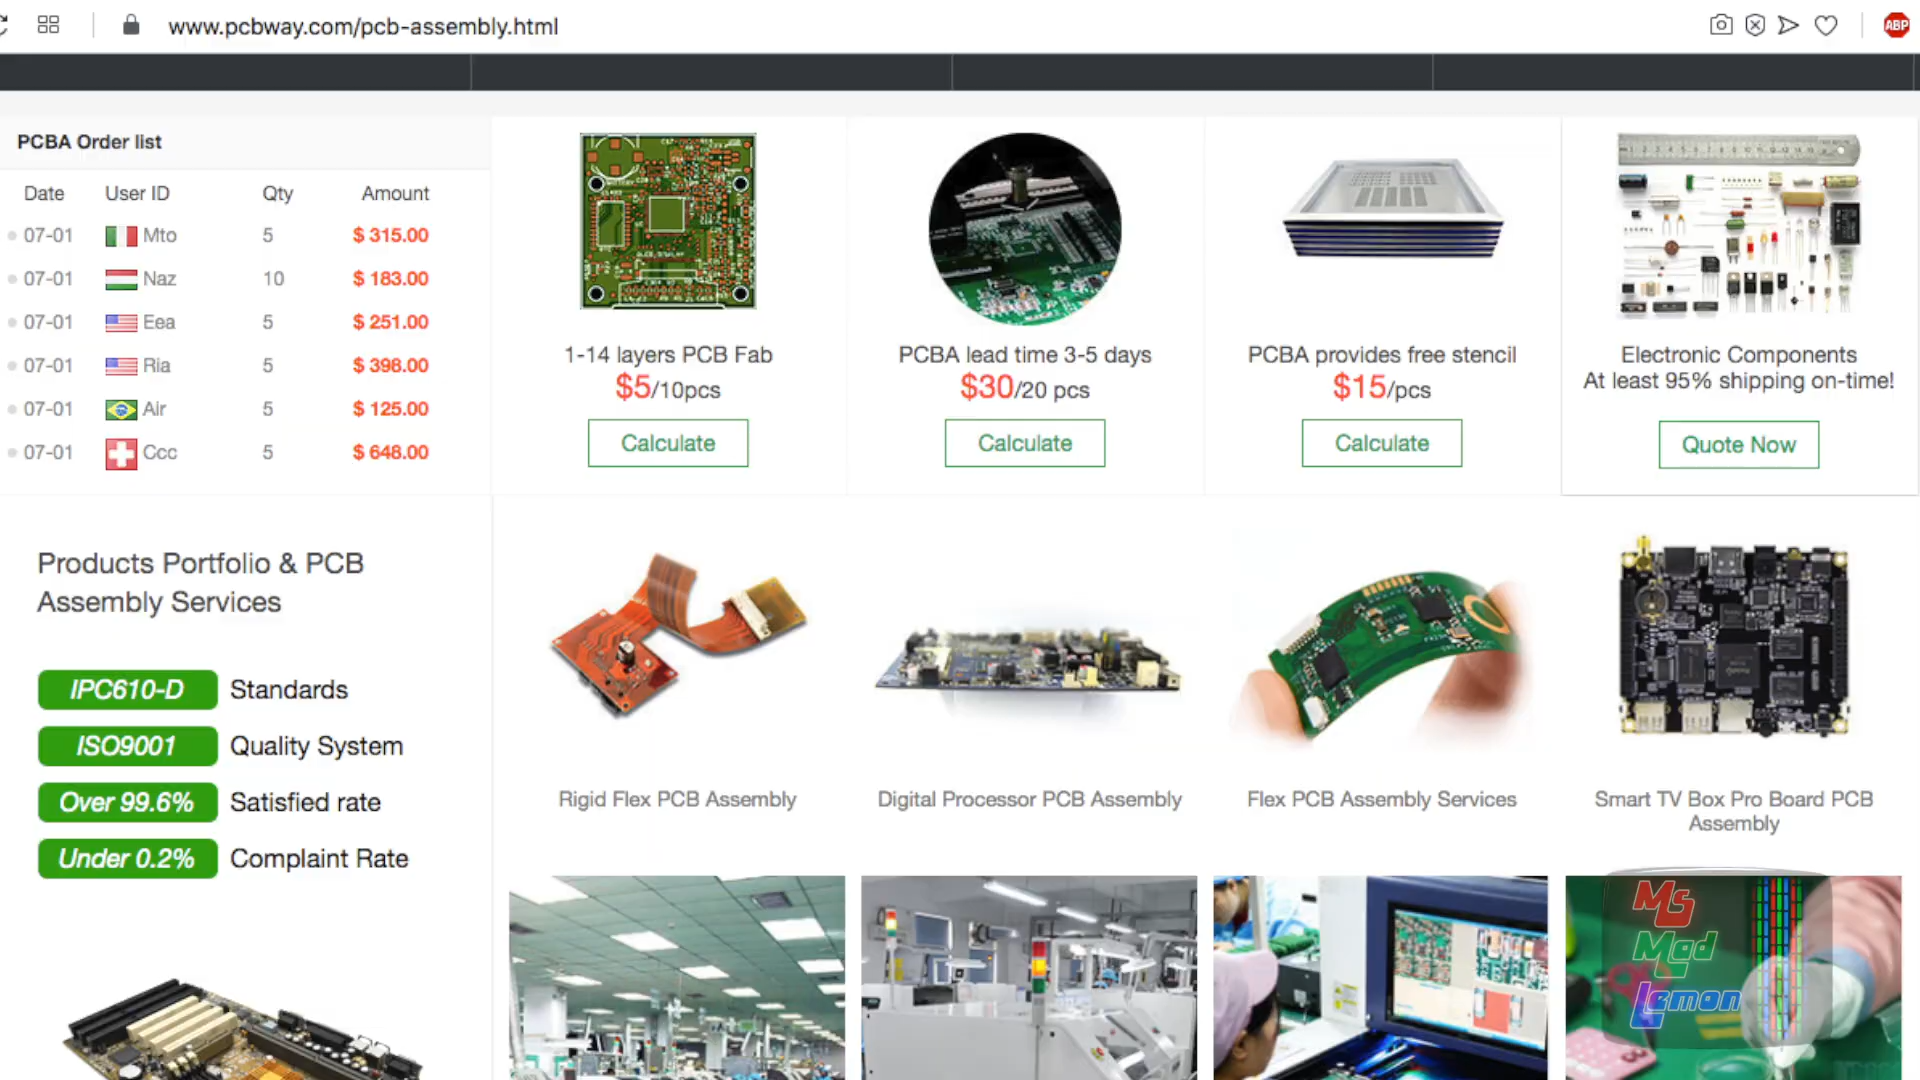 www.pcbway.com/pcb-assembly.html
ABP
PCBA Order list
Date User ID Qty Amount
07-01 Mto 5 $ 315.00
07-01 Naz 10 $ 183.00
07-01 Eea 5 $ 251.00
07-01 Ria 5 $ 398.00
07-01 Air 5 $ 125.00
07-01 Ccc 5 $ 648.00
1-14 layers PCB Fab
$5/10pcs
Calculate
PCBA lead time 3-5 days
$30/20 pcs
Calculate
PCBA provides free stencil
$15/pcs
Calculate
Electronic Components
At least 95% shipping on-time!
Quote Now
Products Portfolio & PCB
Assembly Services
IPC610-D Standards
ISO9001 Quality System
Over 99.6% Satisfied rate
Under 0.2% Complaint Rate
Rigid Flex PCB Assembly
Digital Processor PCB Assembly
Flex PCB Assembly Services
Smart TV Box Pro Board PCB
Assembly
MG
Mad
Lemon